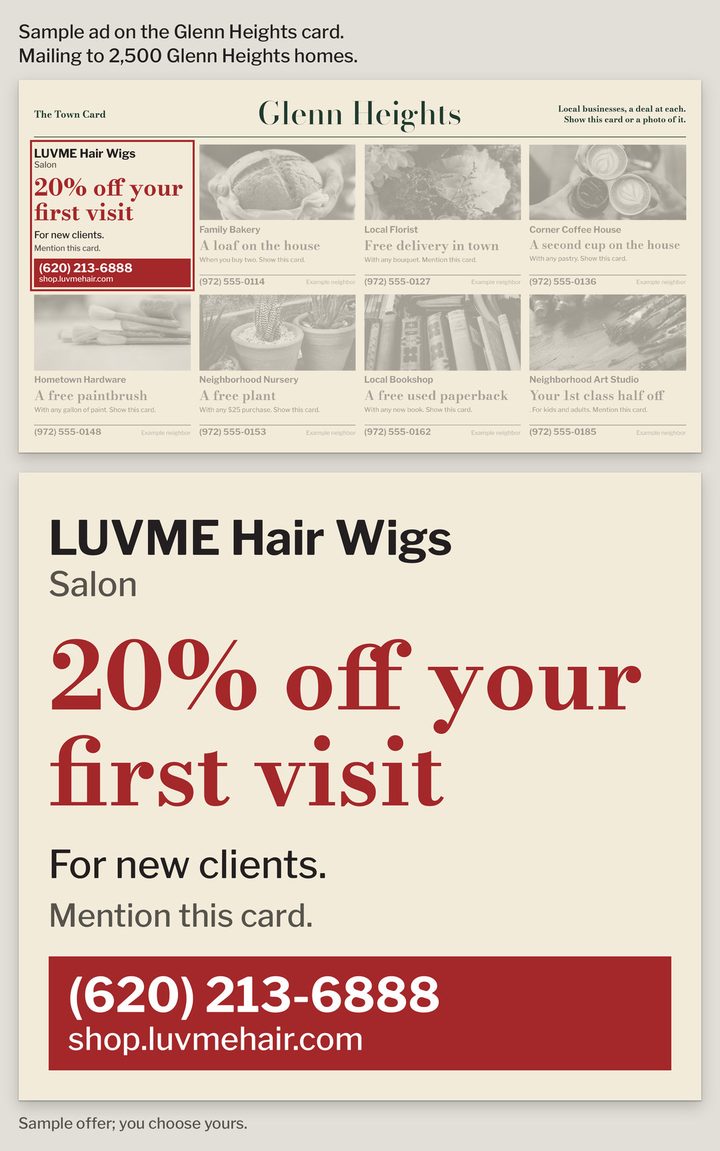 Sample ad on the Glenn Heights card.
Mailing to 2,500 Glenn Heights homes.
The Town Card
Glenn Heights
Local businesses, a deal at each.
Show this card or a photo of it.
LUVME Hair Wigs
Salon
20% off your
first visit
For new clients.
Mention this card.
(620) 213-6888
shop.luvmehair.com
Family Bakery
A loaf on the house
When you buy two. Show this card.
(972) 555-0114
Example neighbor
Local Florist
Free delivery in town
With any bouquet. Mention this card.
(972) 555-0127
Example neighbor
Corner Coffee House
A second cup on the house
With any pastry. Show this card.
(972) 555-0136
Example neighbor
Hometown Hardware
A free paintbrush
With any gallon of paint. Show this card.
(972) 555-0148
Example neighbor
Neighborhood Nursery
A free plant
With any $25 purchase. Show this card.
(972) 555-0153
Example neighbor
Local Bookshop
A free used paperback
With any new book. Show this card.
(972) 555-0162
Example neighbor
Neighborhood Art Studio
Your 1st class half off
For kids and adults. Mention this card.
(972) 555-0185
Example neighbor
LUVME Hair Wigs
Salon
20% off your
first visit
For new clients.
Mention this card.
(620) 213-6888
shop.luvmehair.com
Sample offer; you choose yours.